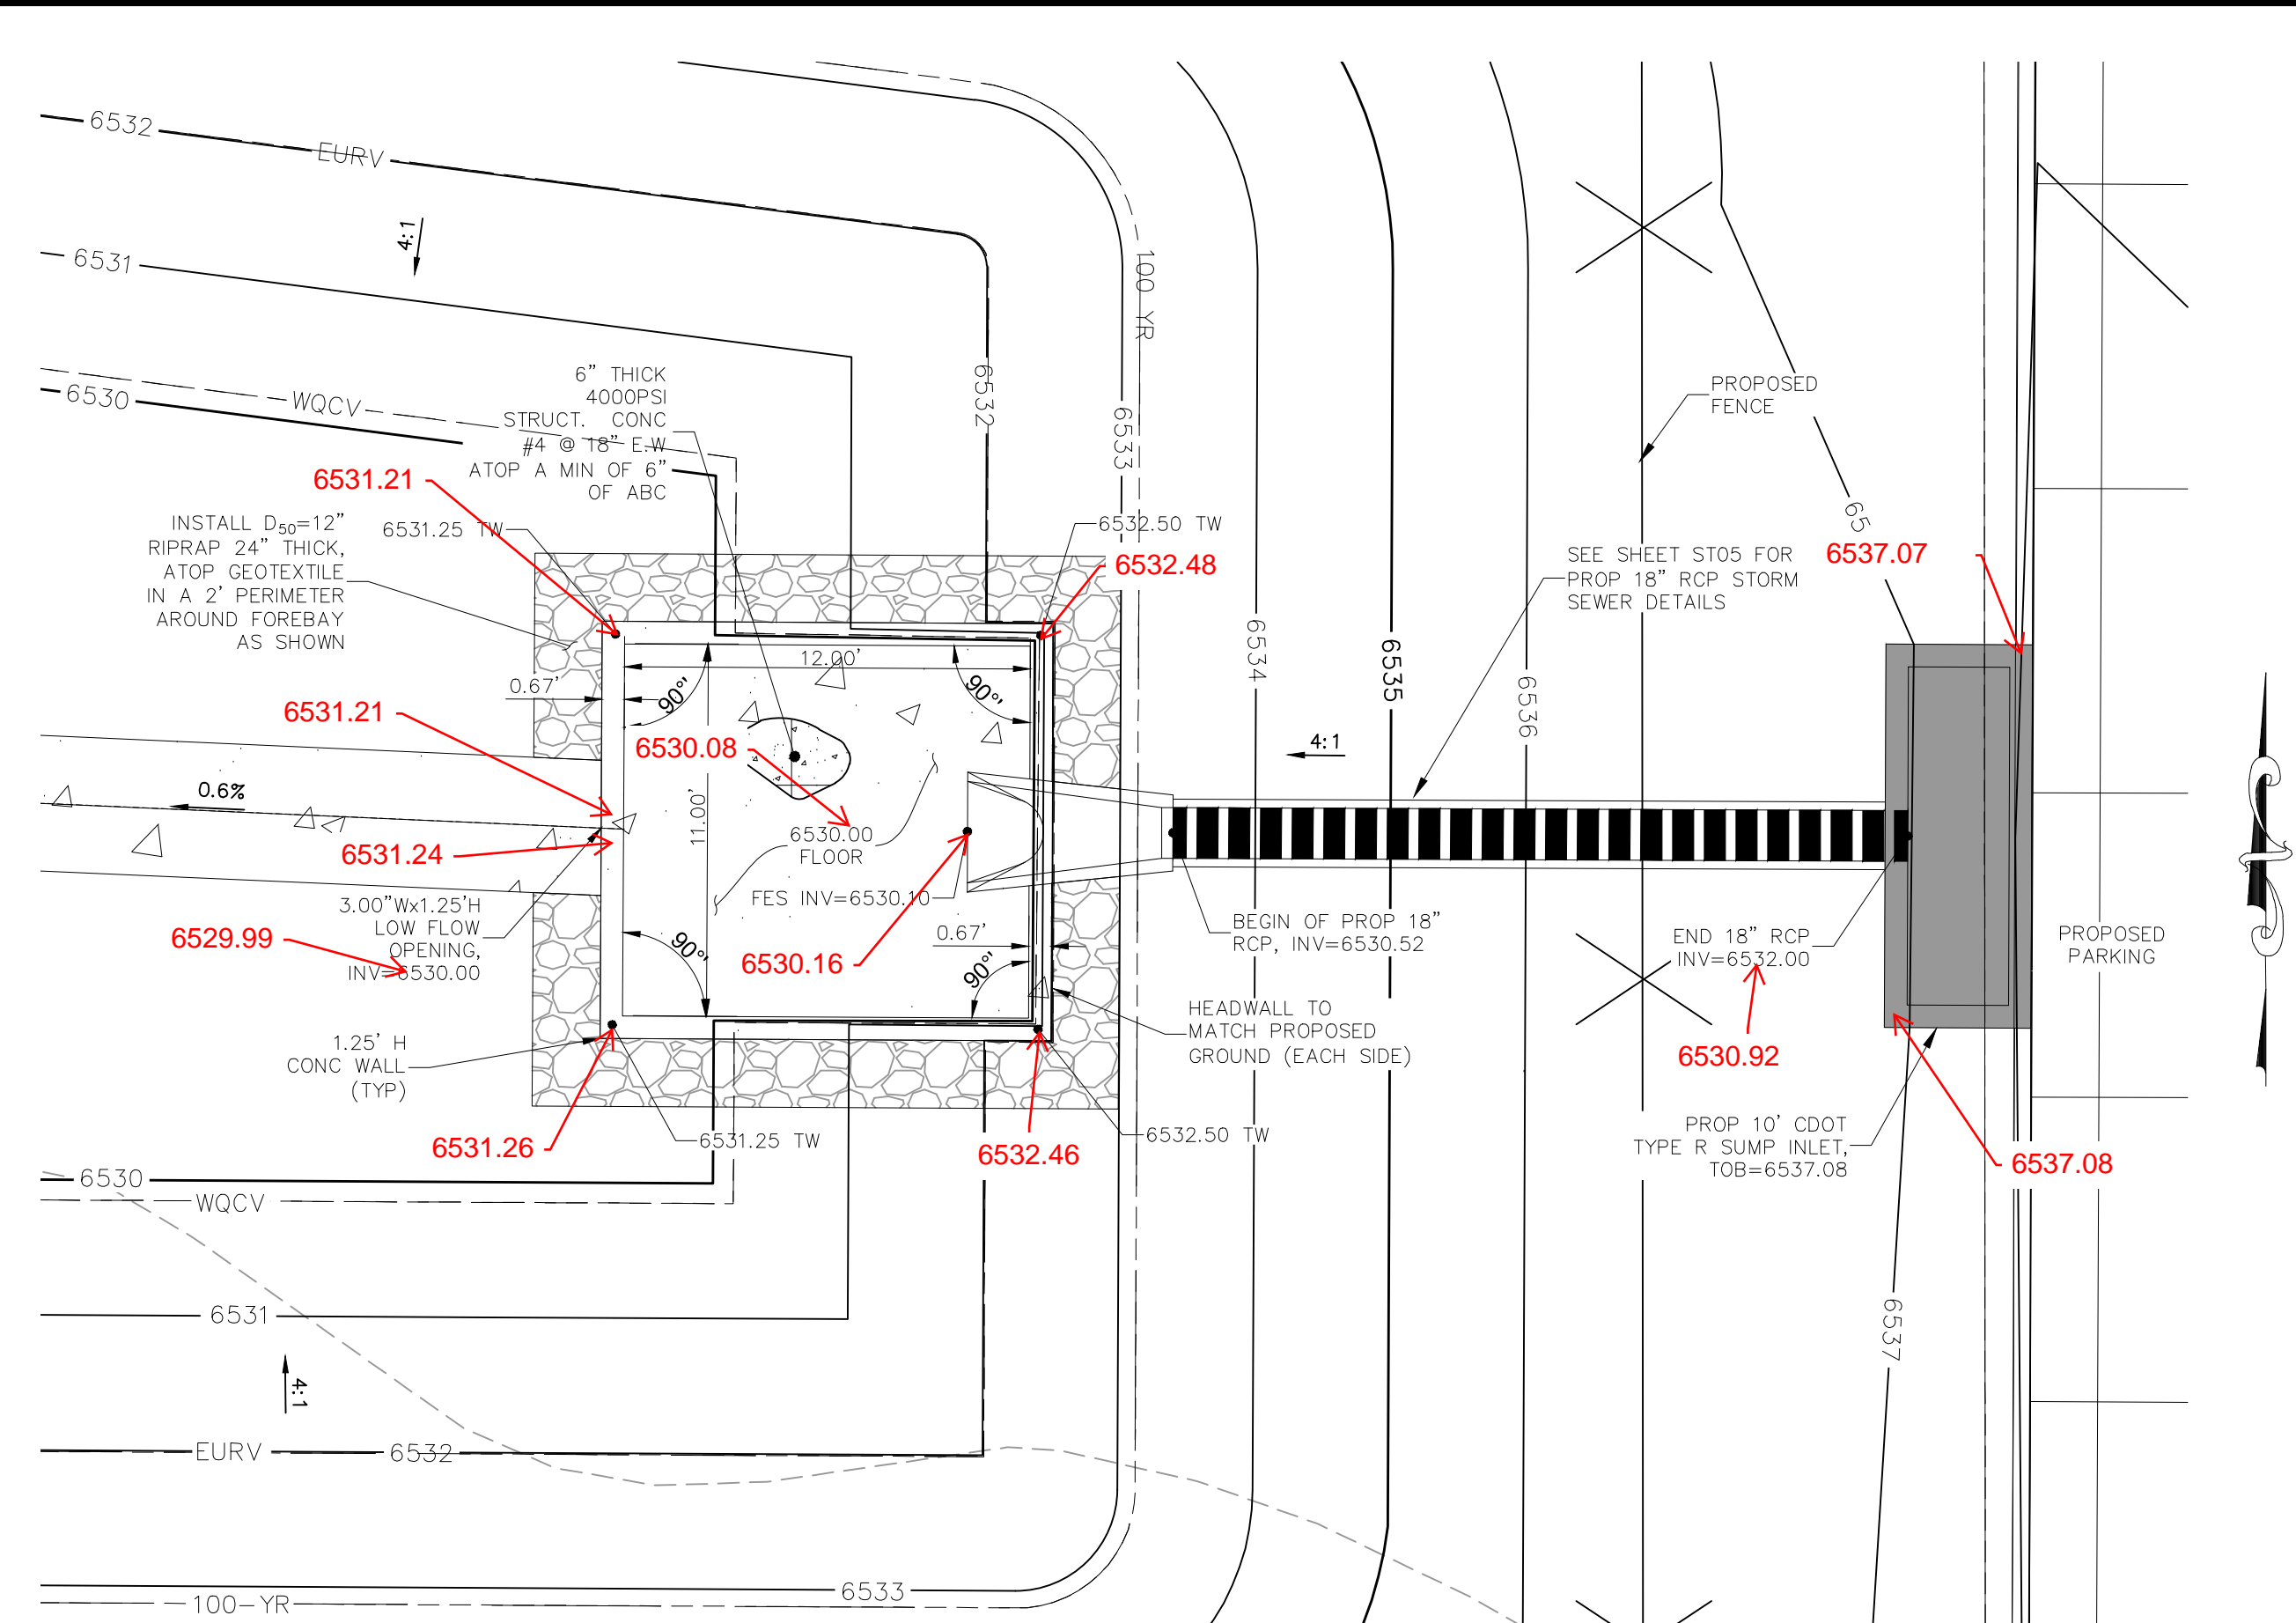 6532
EURV
4:1
6531
100 YR
6" THICK
4000PSI
STRUCT. CONC
#4 @ 18" E.W
ATOP A MIN OF 6"
OF ABC
WQCV
6530
6532
6533
PROPOSED
FENCE
6531.21
6531.25 TW
INSTALL D50=12"
RIPRAP 24" THICK,
ATOP GEOTEXTILE
IN A 2' PERIMETER
AROUND FOREBAY
AS SHOWN
6532.50 TW
6532.48
65
6537.07
SEE SHEET ST05 FOR
PROP 18" RCP STORM
SEWER DETAILS
6534
6535
6536
12.00'
0.67'
90°'
90°'
6531.21
6530.08
4:1
0.6%
11.00'
6530.00
FLOOR
6531.24
FES INV=6530.10
3.00"Wx1.25'H
LOW FLOW
OPENING,
INV=6530.00
6529.99
BEGIN OF PROP 18"
RCP, INV=6530.52
END 18" RCP
INV=6532.00
PROPOSED
PARKING
0.67'
90°'
90°'
6530.16
HEADWALL TO
MATCH PROPOSED
GROUND (EACH SIDE)
6530.92
1.25' H
CONC WALL
(TYP)
PROP 10' CDOT
TYPE R SUMP INLET,
TOB=6537.08
6537.08
6531.26
6531.25 TW
6532.46
6532.50 TW
6530
WQCV
6531
6537
4:1
EURV
6532
6533
100-YR